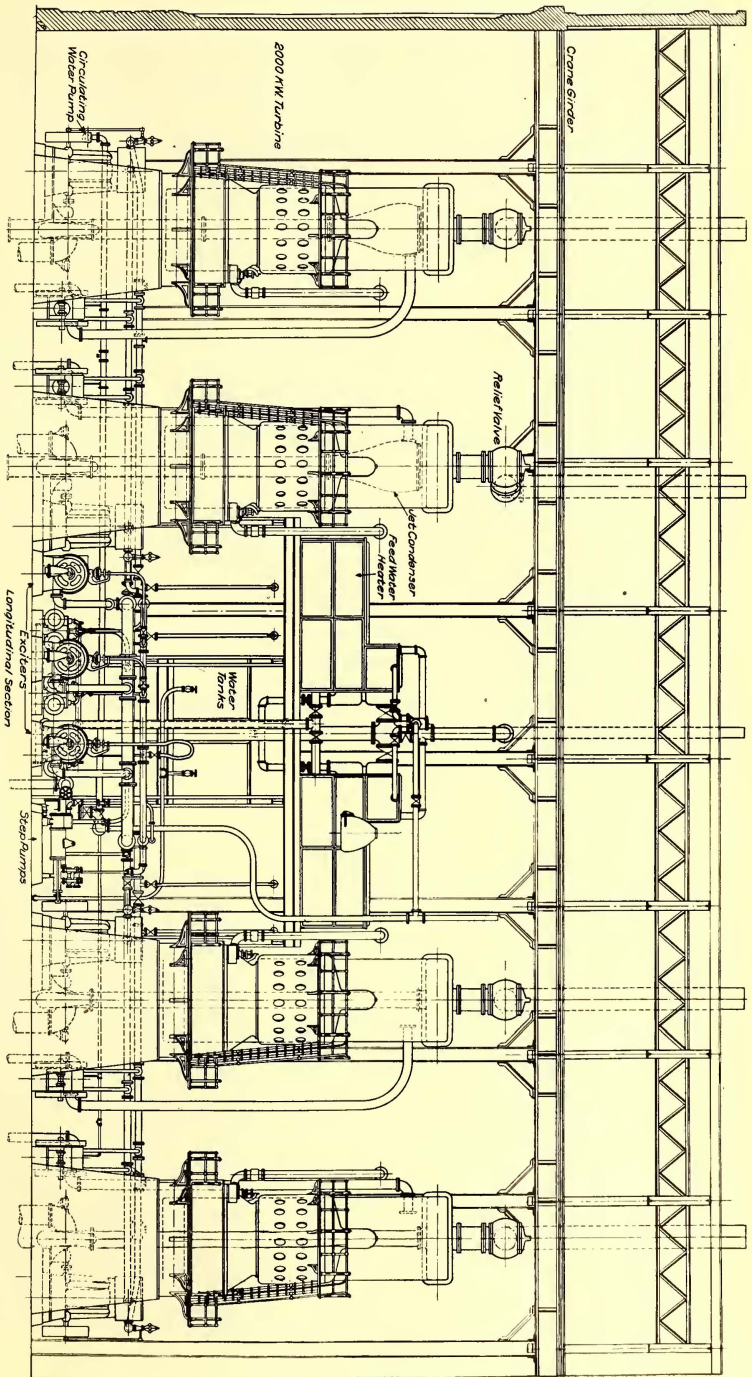 Crane Girder
2000 KW. Turbine
Circulating
Water Pump
Relief Valve
Jet Condenser
Feed Water
Heater
Water
Tanks
Exciters
Longitudinal Section
Step Pumps